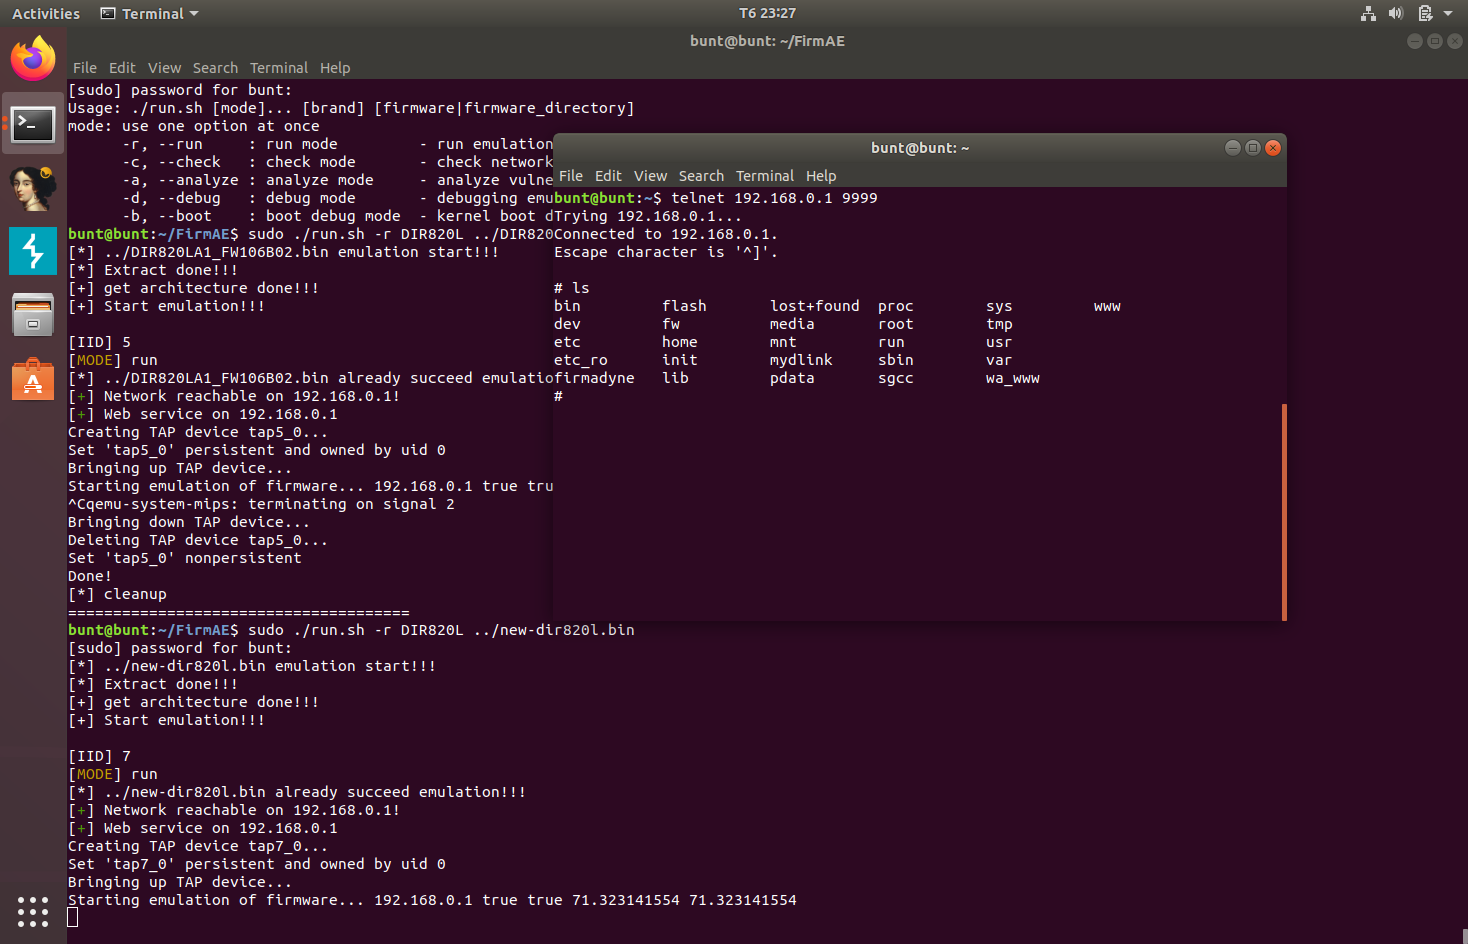 Activities Terminal T6 23:27
bunt@bunt: ~/FirmAE
File Edit View Search Terminal Help
[sudo] password for bunt:
Usage: ./run.sh [mode]... [brand] [firmware|firmware_directory]
mode: use one option at once
-r, --run : run mode - run emulation
-c, --check : check mode - check network
-a, --analyze : analyze mode - analyze vulne
-d, --debug : debug mode - debugging emu
-b, --boot : boot debug mode - kernel boot d
bunt@bunt:~/FirmAE$ sudo ./run.sh -r DIR820L ../DIR820
[*] ../DIR820LA1_FW106B02.bin emulation start!!!
[*] Extract done!!!
[+] get architecture done!!!
[+] Start emulation!!!
[IID] 5
[MODE] run
[*] ../DIR820LA1_FW106B02.bin already succeed emulatio
[+] Network reachable on 192.168.0.1!
[+] Web service on 192.168.0.1
Creating TAP device tap5_0...
Set 'tap5_0' persistent and owned by uid 0
Bringing up TAP device...
Starting emulation of firmware... 192.168.0.1 true tru
^Cqemu-system-mips: terminating on signal 2
Bringing down TAP device...
Deleting TAP device tap5_0...
Set 'tap5_0' nonpersistent
Done!
[*] cleanup
======================================
bunt@bunt:~/FirmAE$ sudo ./run.sh -r DIR820L ../new-dir820l.bin
[sudo] password for bunt:
[*] ../new-dir820l.bin emulation start!!!
[*] Extract done!!!
[+] get architecture done!!!
[+] Start emulation!!!
[IID] 7
[MODE] run
[*] ../new-dir820l.bin already succeed emulation!!!
[+] Network reachable on 192.168.0.1!
[+] Web service on 192.168.0.1
Creating TAP device tap7_0...
Set 'tap7_0' persistent and owned by uid 0
Bringing up TAP device...
Starting emulation of firmware... 192.168.0.1 true true 71.323141554 71.323141554
bunt@bunt: ~
File Edit View Search Terminal Help
bunt@bunt:~$ telnet 192.168.0.1 9999
Trying 192.168.0.1...
Connected to 192.168.0.1.
Escape character is '^]'.
# ls
bin flash lost+found proc sys www
dev fw media root tmp
etc home mnt run usr
etc_ro init mydlink sbin var
firmadyne lib pdata sgcc wa_www
#